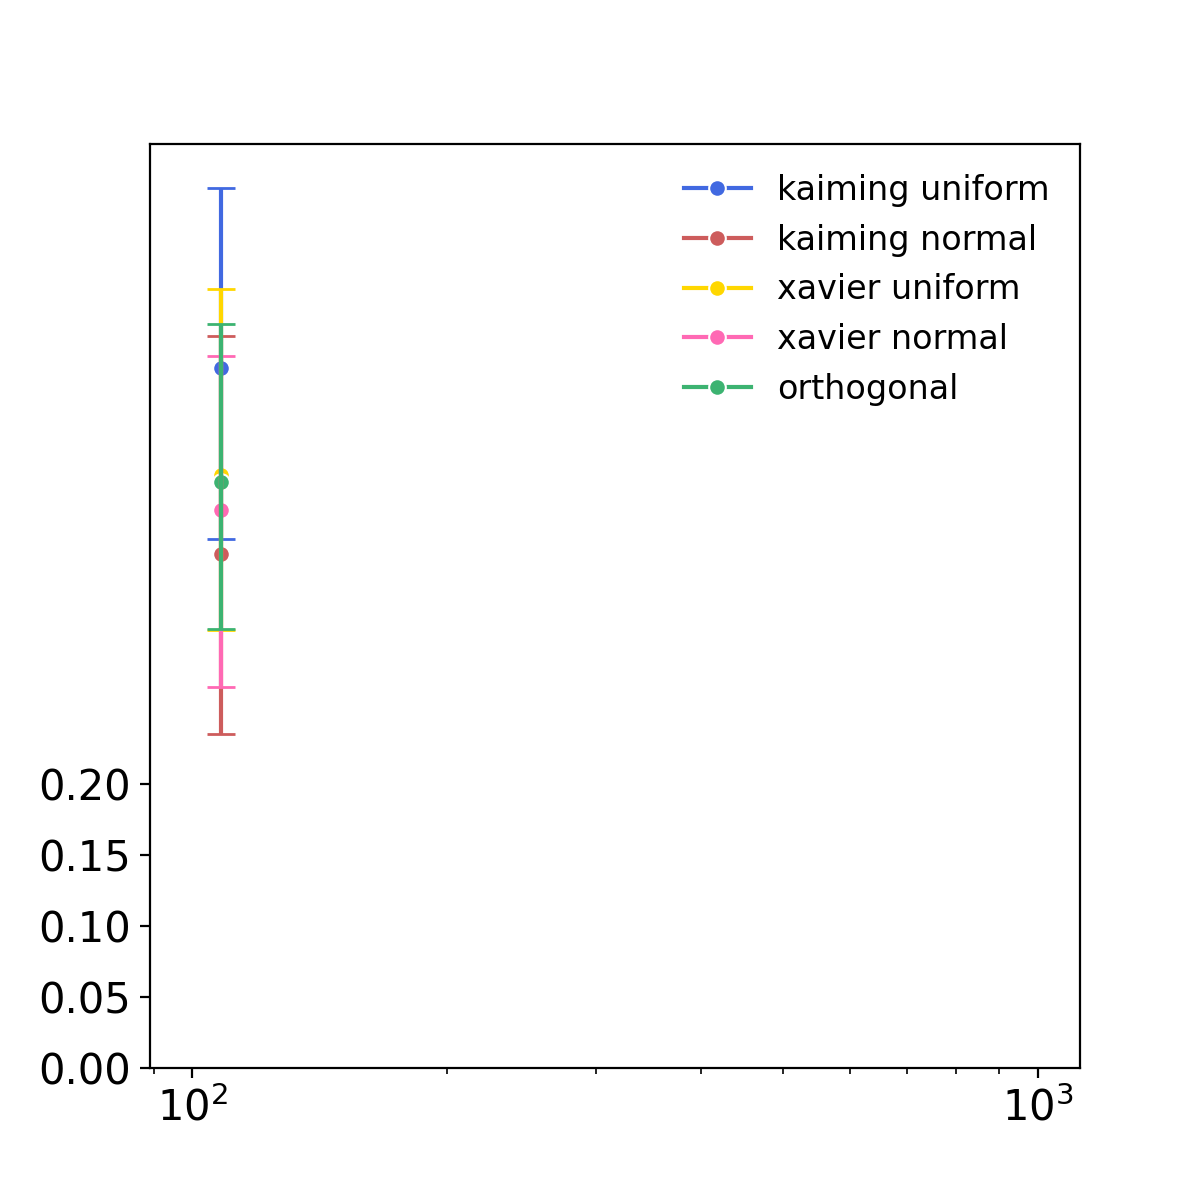 kaiming uniform
kaiming normal
xavier uniform
xavier normal
orthogonal
0.20
0.15
0.10
0.05
0.00
10² 10³